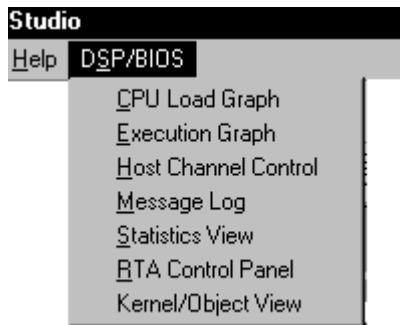 Studio
Help DSP/BIOS
CPU Load Graph
Execution Graph
Host Channel Control
Message Log
Statistics View
RTA Control Panel
Kernel/Object View